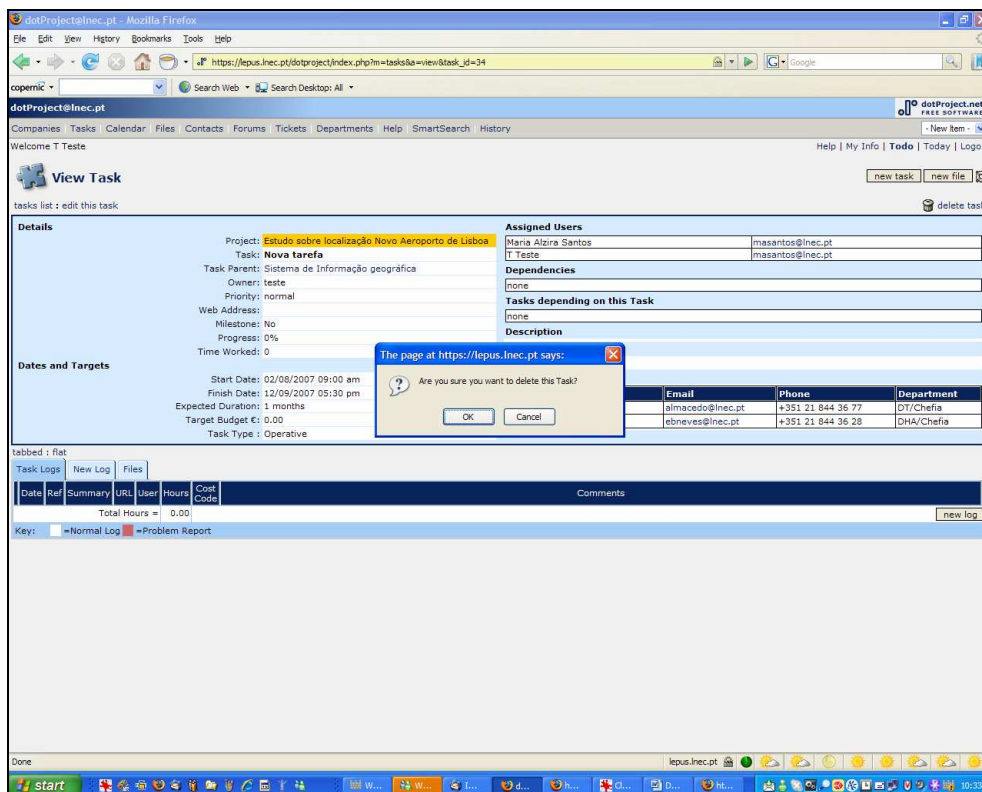 dotProject@lnec.pt - Mozilla Firefox
File Edit View History Bookmarks Tools Help
https://lepus.lnec.pt/dotproject/index.php?m=tasks&a=view&task_id=34
Google
copernic Search Web Search Desktop: All
dotProject@lnec.pt
dotProject.net
FREE SOFTWARE
Companies Tasks Calendar Files Contacts Forums Tickets Departments Help SmartSearch History
- New Item -
Welcome T Teste
Help | My Info | Todo | Today | Logo
View Task
new task new file
tasks list : edit this task
delete tas
Details
Project: Estudo sobre localização Novo Aeroporto de Lisboa
Task: Nova tarefa
Task Parent: Sistema de Informação geográfica
Owner: teste
Priority: normal
Web Address:
Milestone: No
Progress: 0%
Time Worked: 0
Dates and Targets
Start Date: 02/08/2007 09:00 am
Finish Date: 12/09/2007 05:30 pm
Expected Duration: 1 months
Target Budget €: 0.00
Task Type : Operative
Assigned Users
Maria Alzira Santos masantos@lnec.pt
T Teste masantos@lnec.pt
Dependencies
none
Tasks depending on this Task
none
Description
Email Phone Department
almacedo@lnec.pt +351 21 844 36 77 DT/Chefia
ebneves@lnec.pt +351 21 844 36 28 DHA/Chefia
The page at https://lepus.lnec.pt says:
Are you sure you want to delete this Task?
OK Cancel
tabbed : flat
Task Logs New Log Files
Date Ref Summary URL User Hours Cost Code Comments
Total Hours = 0.00
new log
Key: =Normal Log =Problem Report
Done
lepus.lnec.pt
start W... W... I... d... h... Cl... D... ht... 10:33